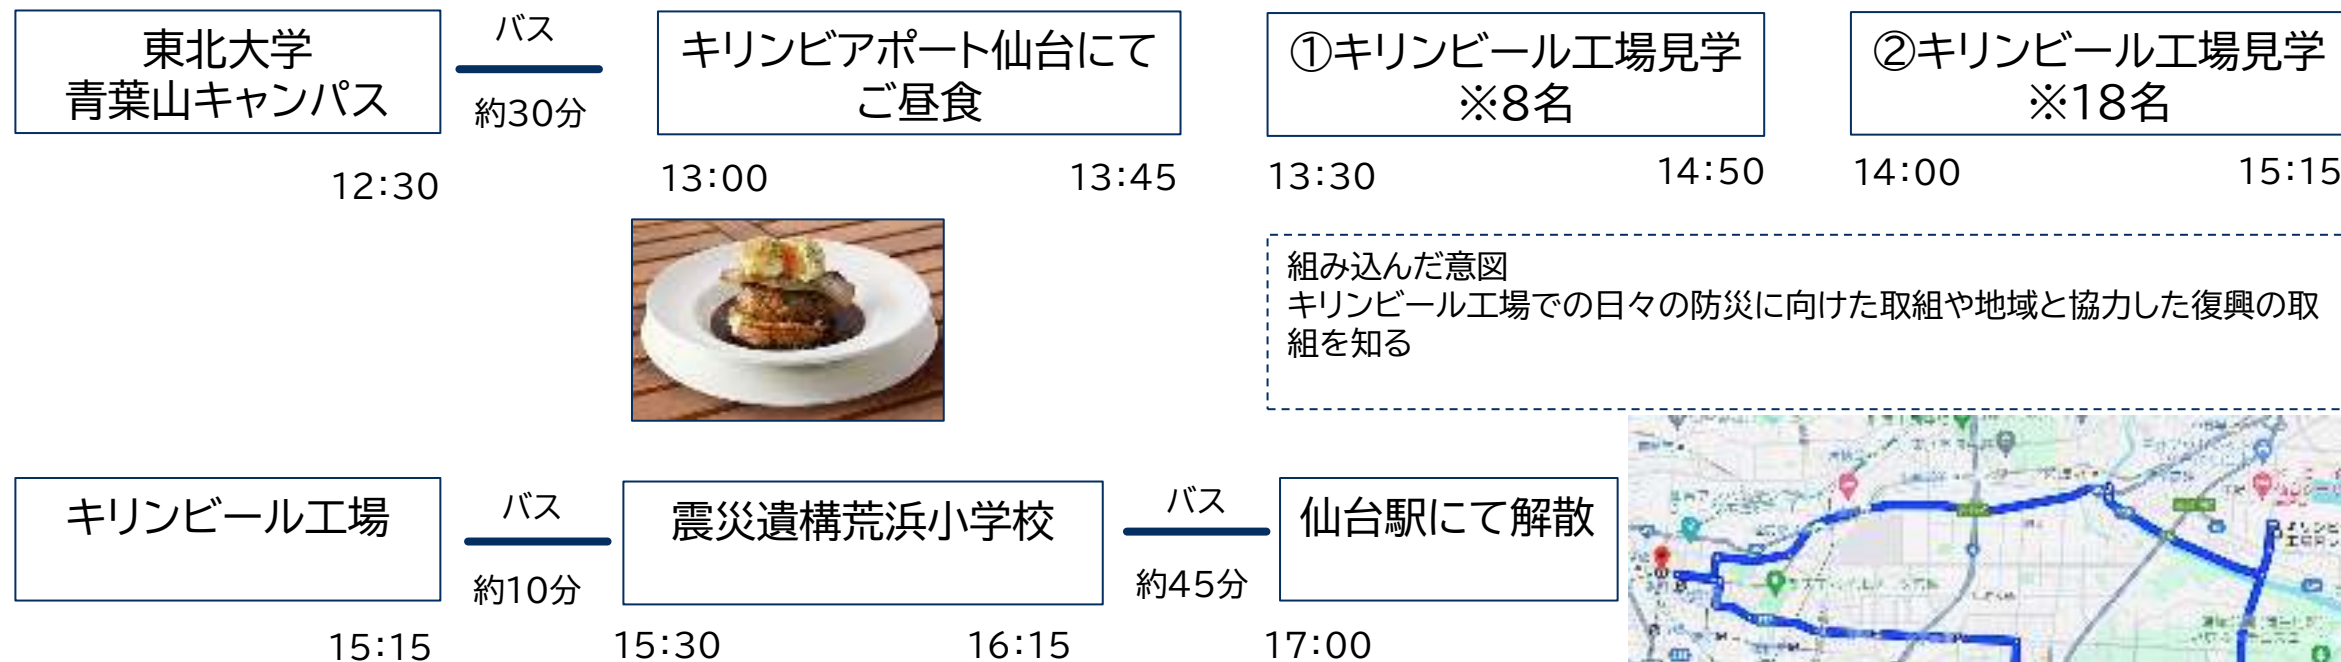 東北大学
青葉山キャンパス
バス
約30分
キリンビアポート仙台にて
ご昼食
①キリンビール工場見学
※8名
②キリンビール工場見学
※18名
12:30
13:00
13:45
13:30
14:50
14:00
15:15
組み込んだ意図
キリンビール工場での日々の防災に向けた取組や地域と協力した復興の取
組を知る
キリンビール工場
バス
約10分
震災遺構荒浜小学校
バス
約45分
仙台駅にて解散
15:15
15:30
16:15
17:00